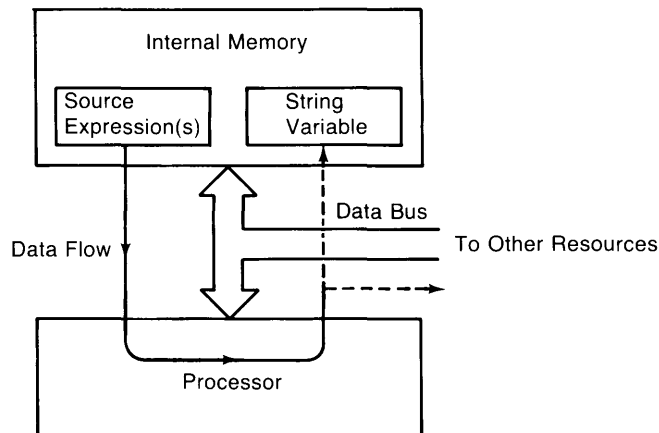 Internal Memory
Source
Expression(s)
String
Variable
Data Bus
Data Flow
To Other Resources
Processor